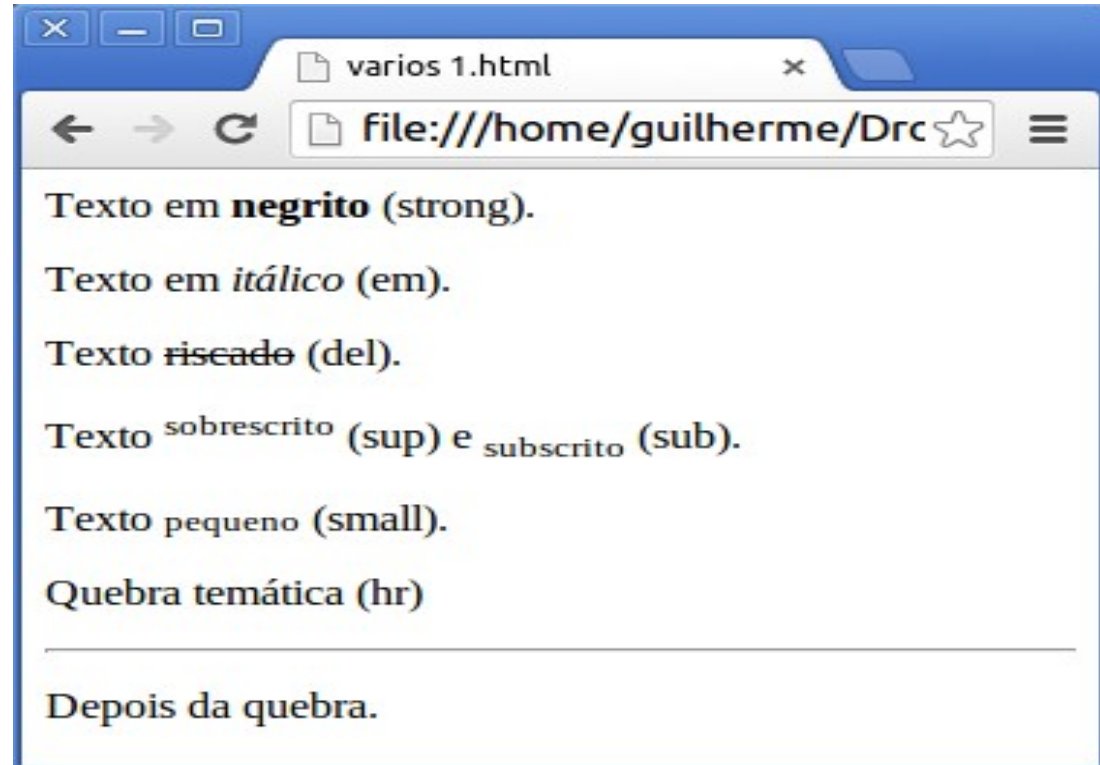 varios 1.html
file:///home/guilherme/Drc
Texto em negrito (strong).
Texto em itálico (em).
Texto riscado (del).
Texto sobrescrito (sup) e subscrito (sub).
Texto pequeno (small).
Quebra temática (hr)
Depois da quebra.